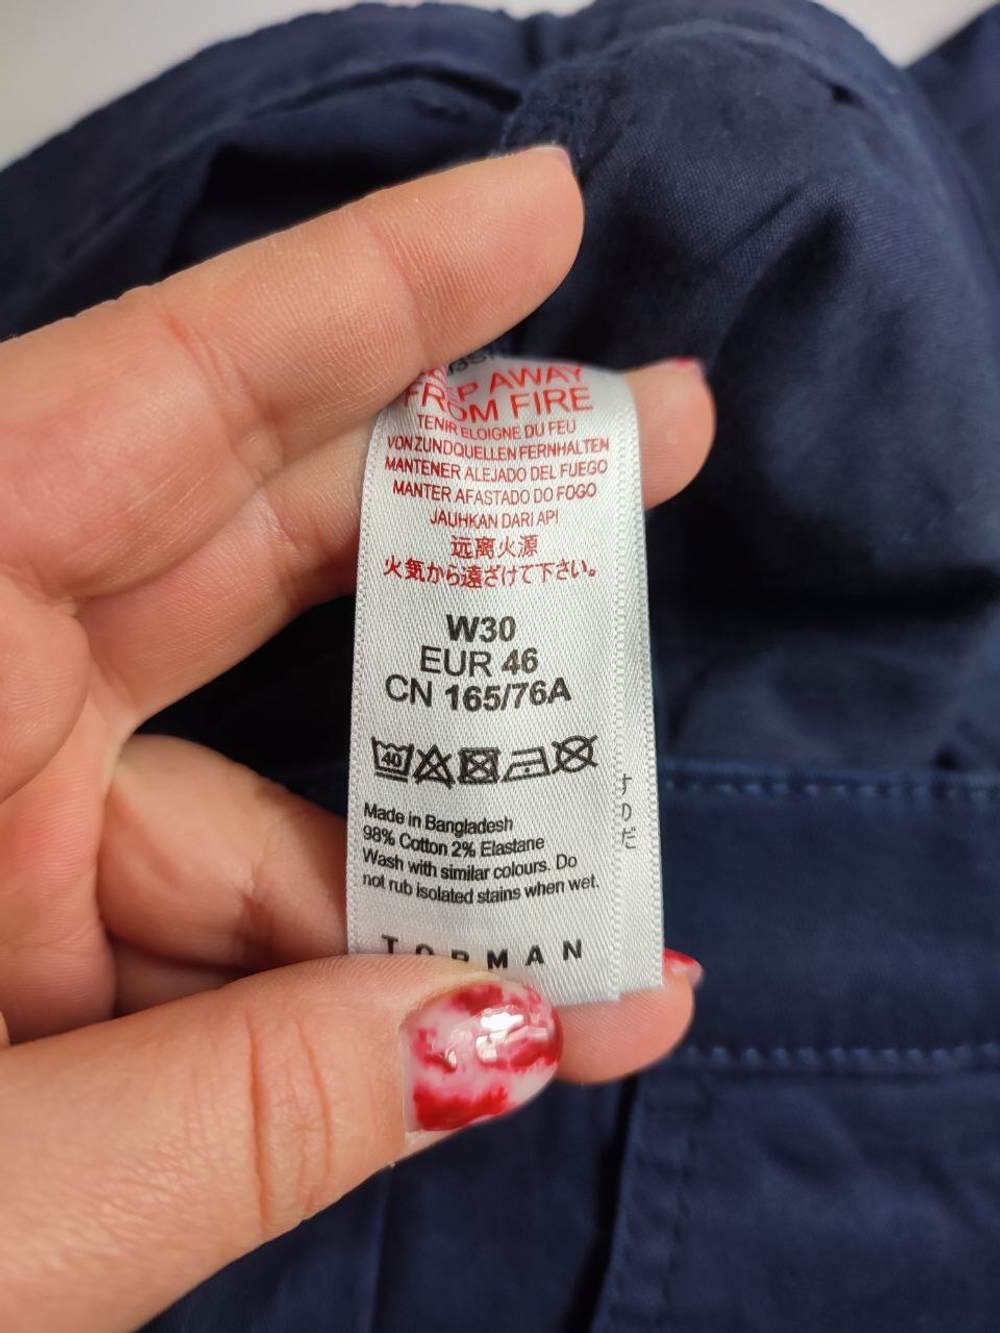 KEEP AWAY
FROM FIRE
TENIR ELOIGNE DU FEU
VON ZUNDQUELLEN FERNHALTEN
MANTENER ALEJADO DEL FUEGO
MANTER AFASTADO DO FOGO
JAUHKAN DARI API
远离火源
火気から遠ざけて下さい。
W30
EUR 46
CN 165/76A
40
Made in Bangladesh
98% Cotton 2% Elastane
Wash with similar colours. Do
not rub isolated stains when wet.
TOPMAN